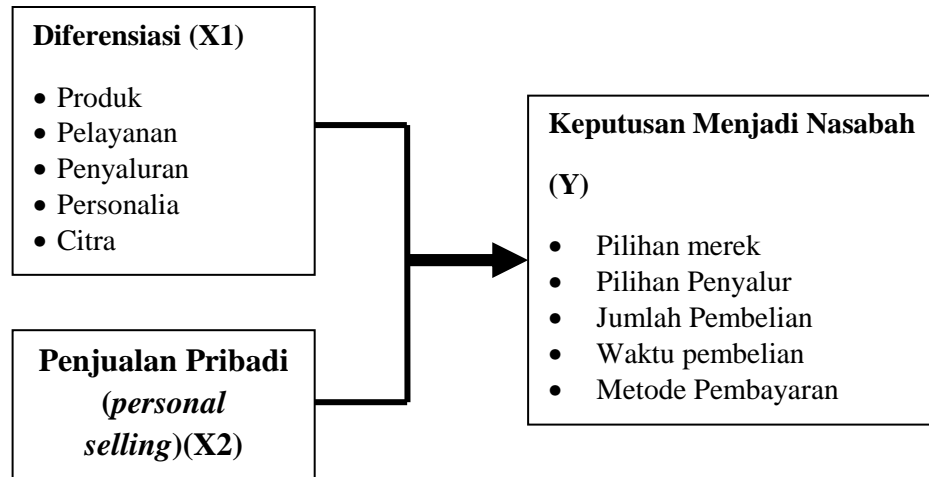 Diferensiasi (X1)
• Produk
• Pelayanan
• Penyaluran
• Personalia
• Citra
Penjualan Pribadi
(personal
selling)(X2)
Keputusan Menjadi Nasabah
(Y)
• Pilihan merek
• Pilihan Penyalur
• Jumlah Pembelian
• Waktu pembelian
• Metode Pembayaran